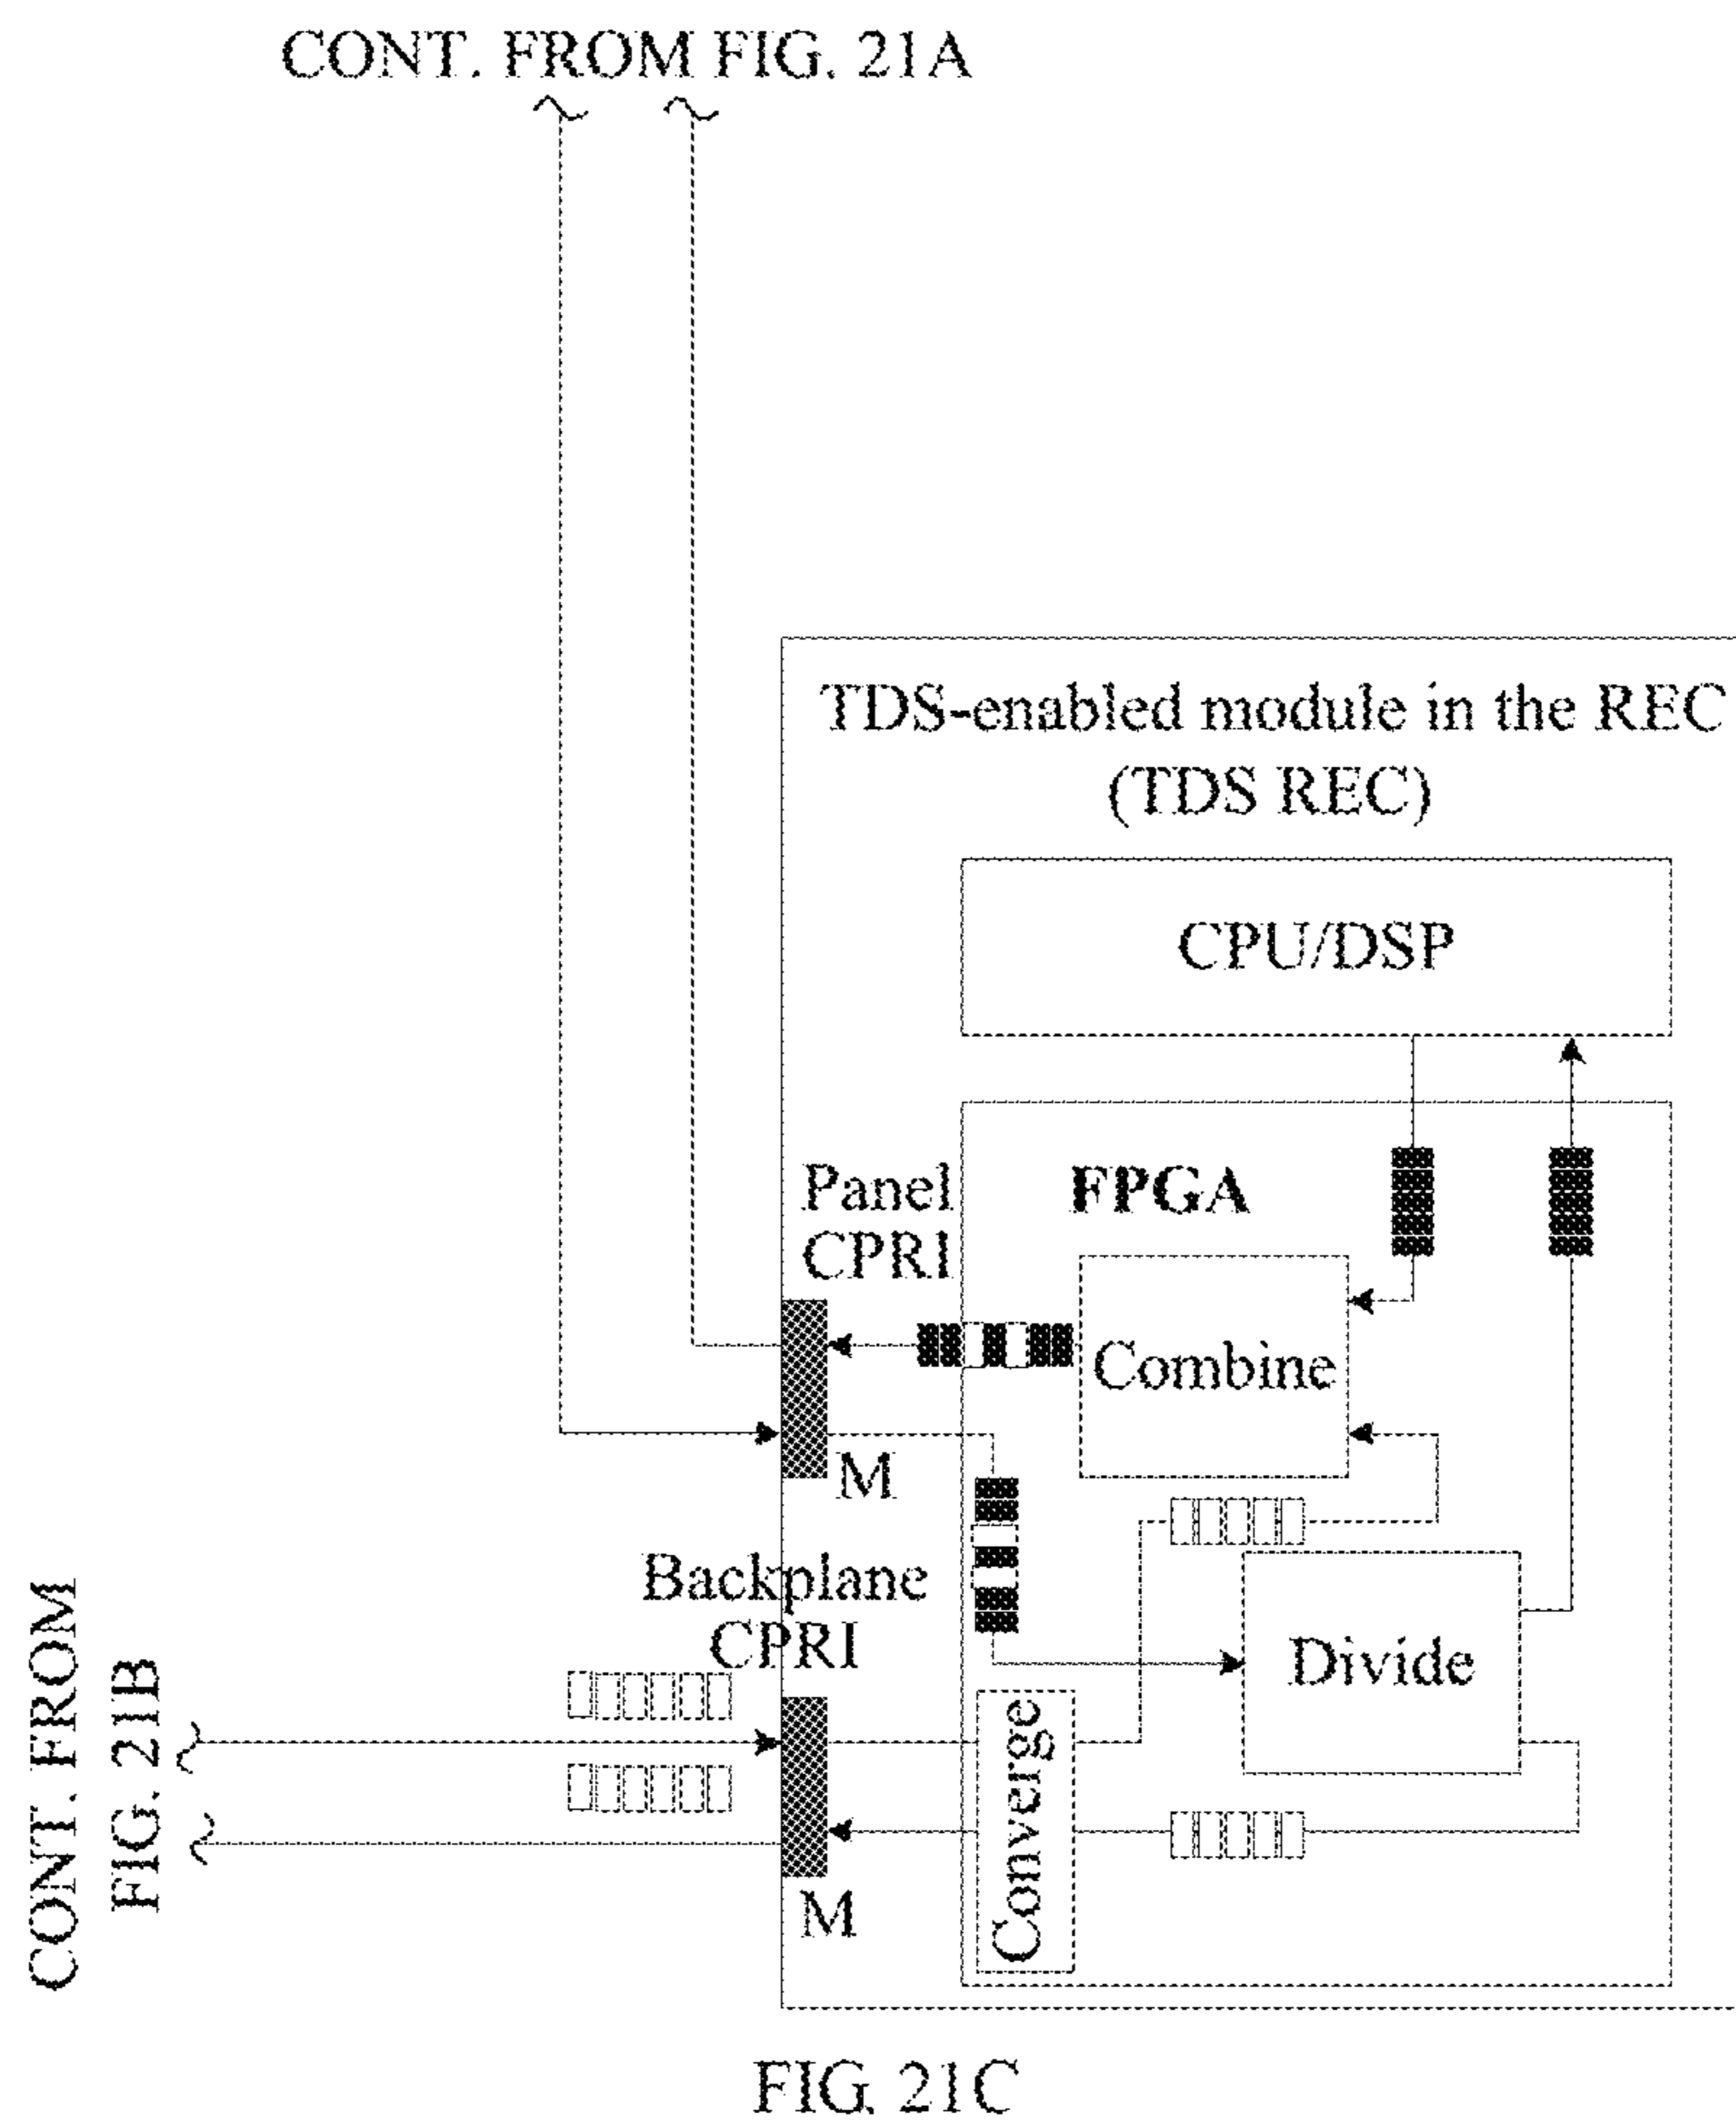 CONT. FROM FIG. 21A
TDS-enabled module in the REC
(TDS REC)
CPU/DSP
Panel
CPRI
FPGA
Combine
M
Backplane
CPRI
Divide
Converge
M
CONT. FROM
FIG. 21B
FIG. 21C